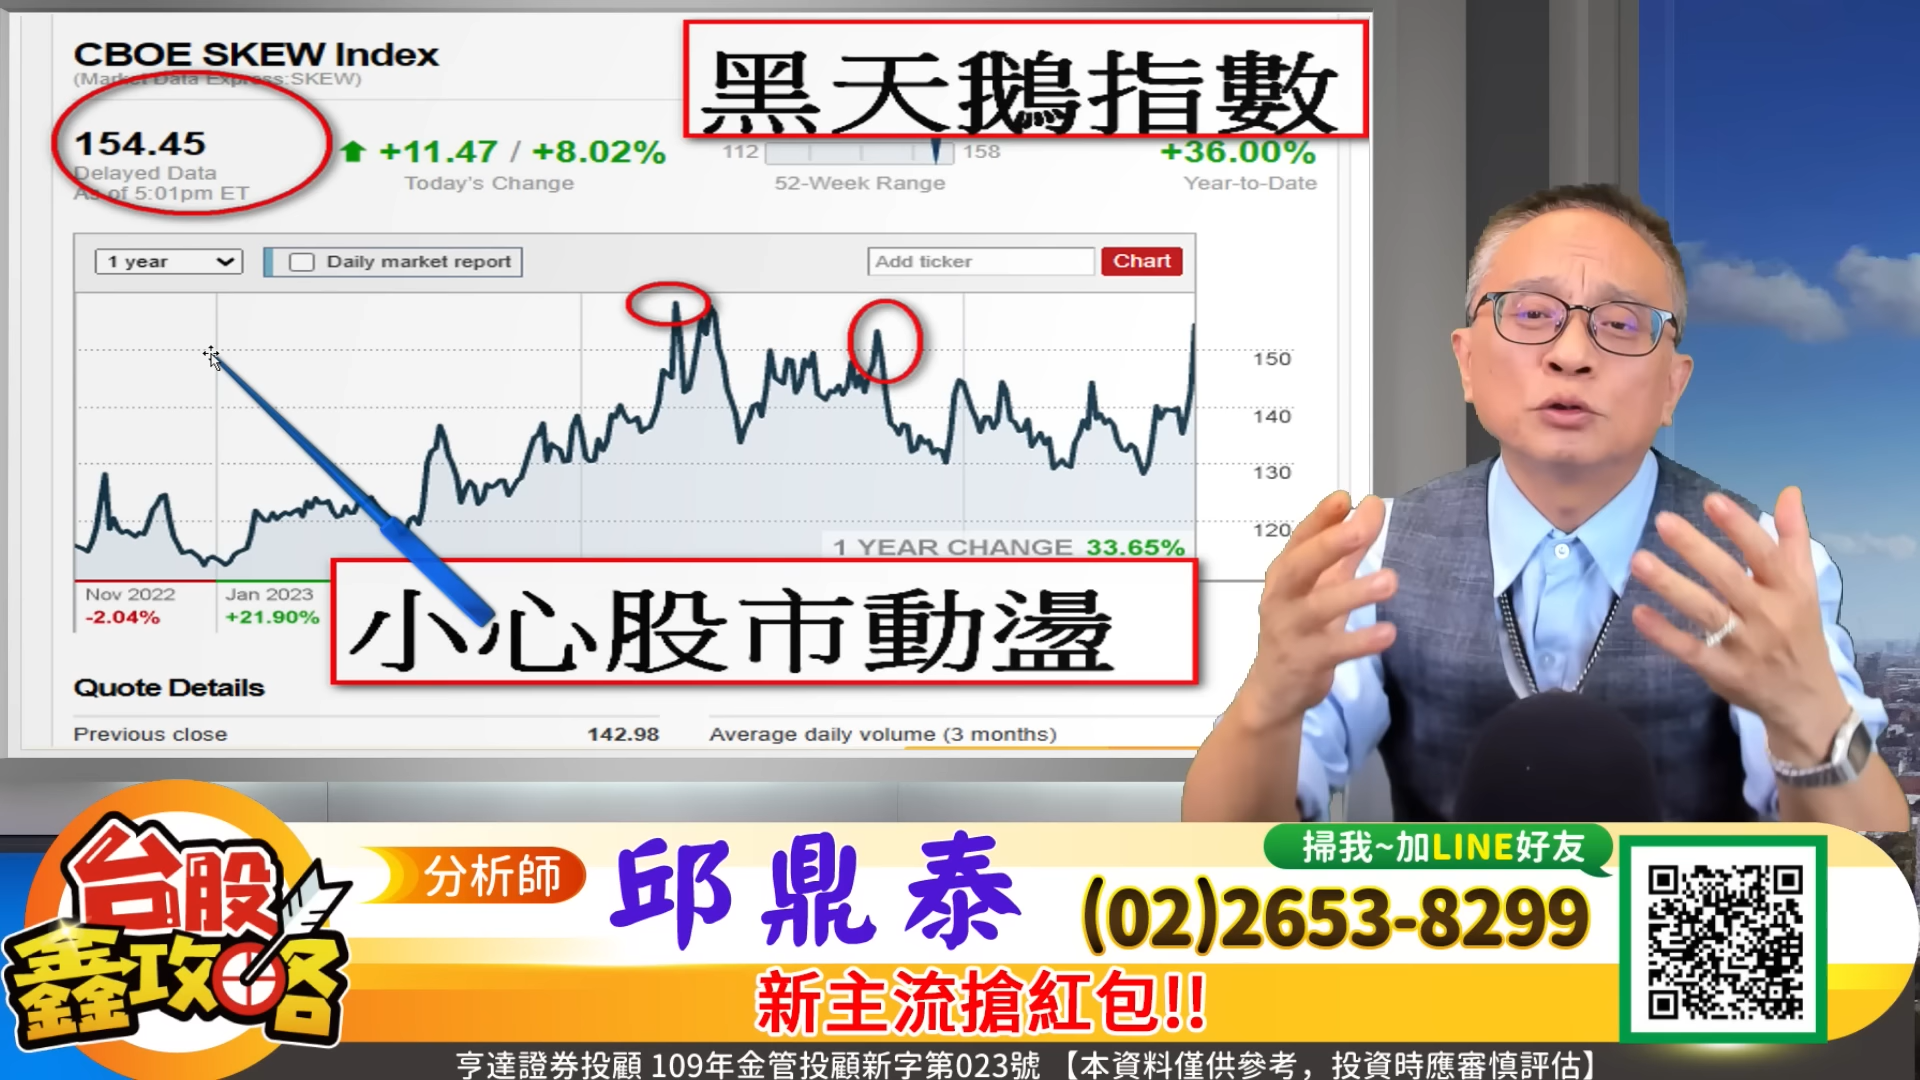 CBOE SKEW Index
(Market Data Express:SKEW)
黑天鵝指數
154.45
+11.47 / +8.02%
112
158
+36.00%
Delayed Data
As of 5:01pm ET
Today's Change
52-Week Range
Year-to-Date
1 year
Daily market report
Add ticker
Chart
150
140
130
120
1 YEAR CHANGE 33.65%
Nov 2022
-2.04%
Jan 2023
+21.90%
小心股市動盪
Quote Details
Previous close
142.98
Average daily volume (3 months)
台股
鑫攻略
分析師
邱鼎泰
掃我~加LINE好友
(02)2653-8299
新主流搶紅包!!
亨達證券投顧 109年金管投顧新字第023號 【本資料僅供參考，投資時應審慎評估】